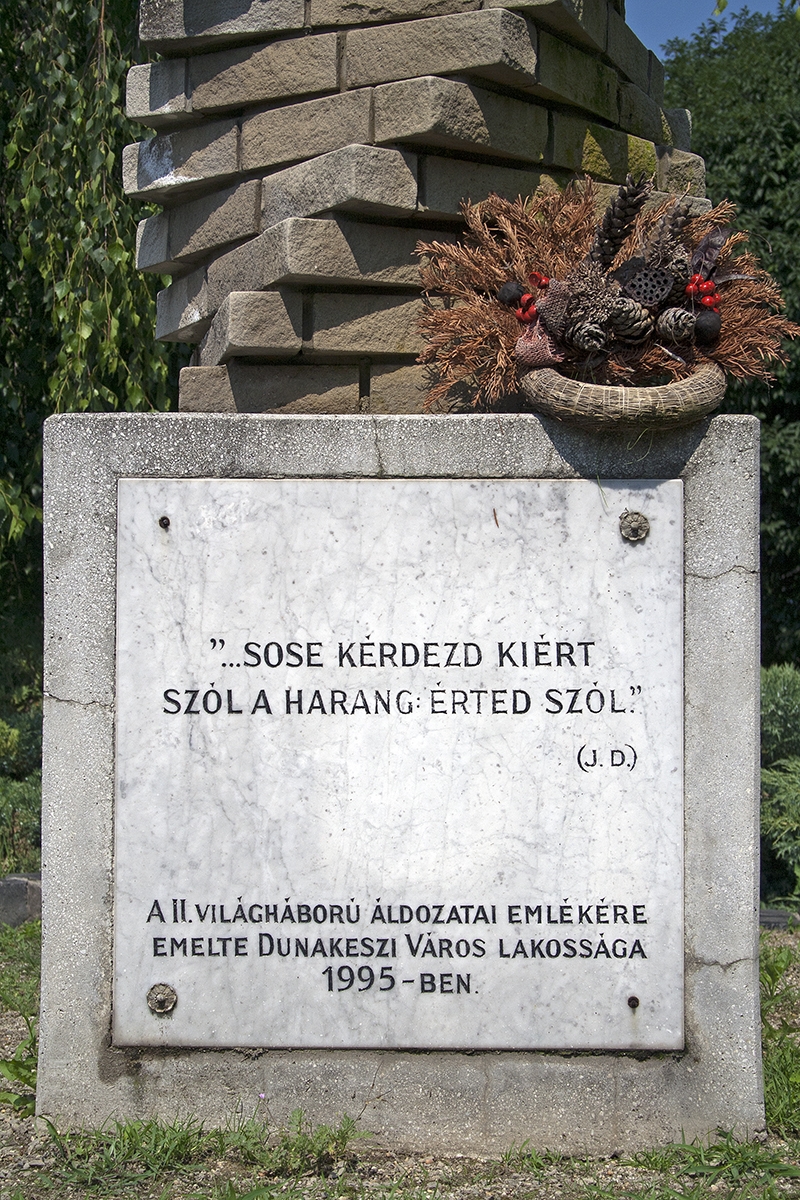 "...SOSE KÉRDEZD KIÉRT
SZÓL A HARANG: ÉRTED SZÓL."
(J. D.)
A II. VILÁGHÁBORÚ ÁLDOZATAI EMLÉKÉRE
EMELTE DUNAKESZI VÁROS LAKOSSÁGA
1995-BEN.